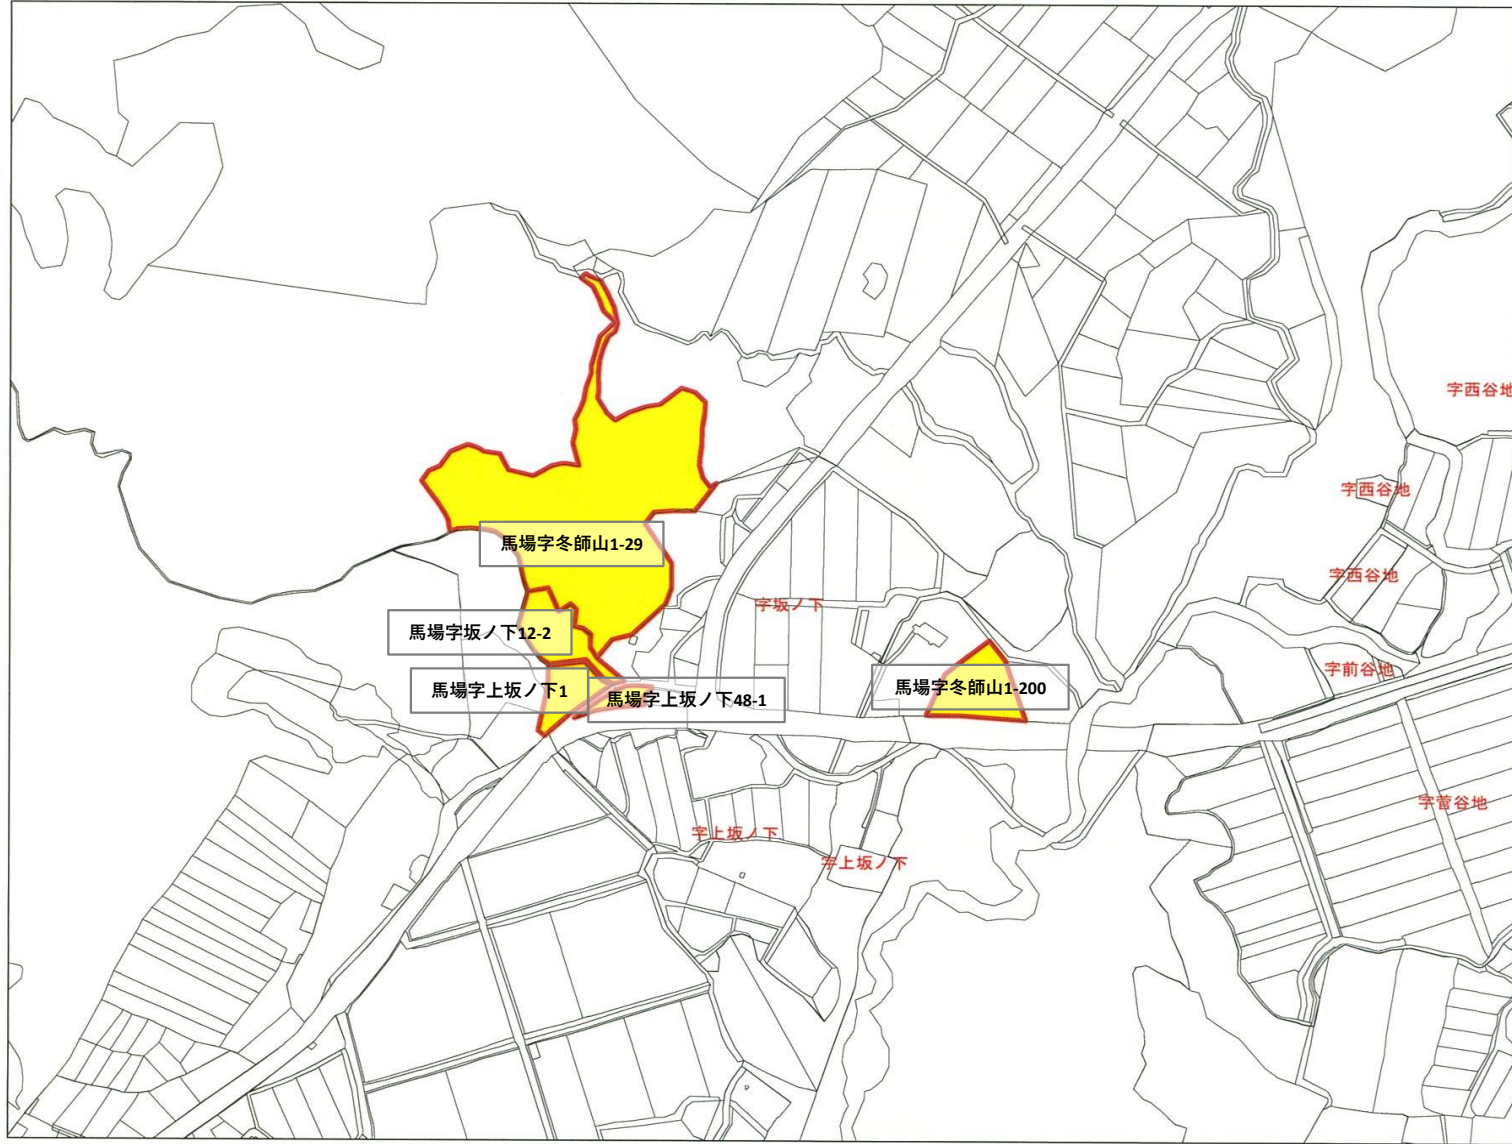 字西谷地
字西谷地
馬場字冬師山1-29
字西谷地
字坂ノ下
馬場字坂ノ下12-2
字前谷地
馬場字上坂ノ下1
馬場字上坂ノ下48-1
馬場字冬師山1-200
字菅谷地
字上坂ノ下
字上坂ノ下